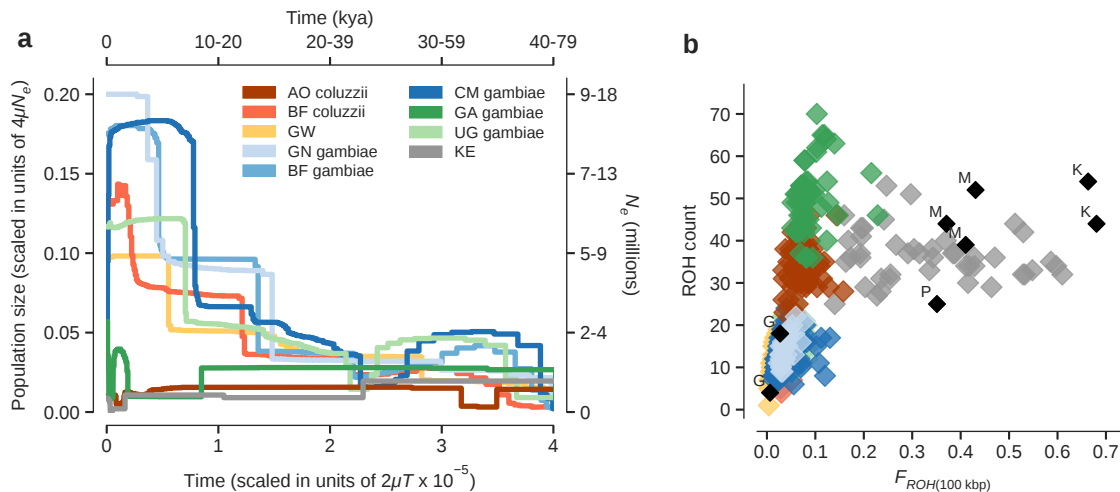 a
Time (kya)
0 10-20 20-39 30-59 40-79
Population size (scaled in units of 4μNe)
0.20
0.15
0.10
0.05
0.00
AO coluzzii
BF coluzzii
GW
GN gambiae
BF gambiae
CM gambiae
GA gambiae
UG gambiae
KE
9-18
7-13
5-9
2-4
0
Ne (millions)
0 1 2 3 4
Time (scaled in units of 2μT x 10⁻⁵)
b
ROH count
70
60
50
40
30
20
10
0
K
M
K
M
M
P
G
G
0.0 0.1 0.2 0.3 0.4 0.5 0.6 0.7
FROH(100 kbp)